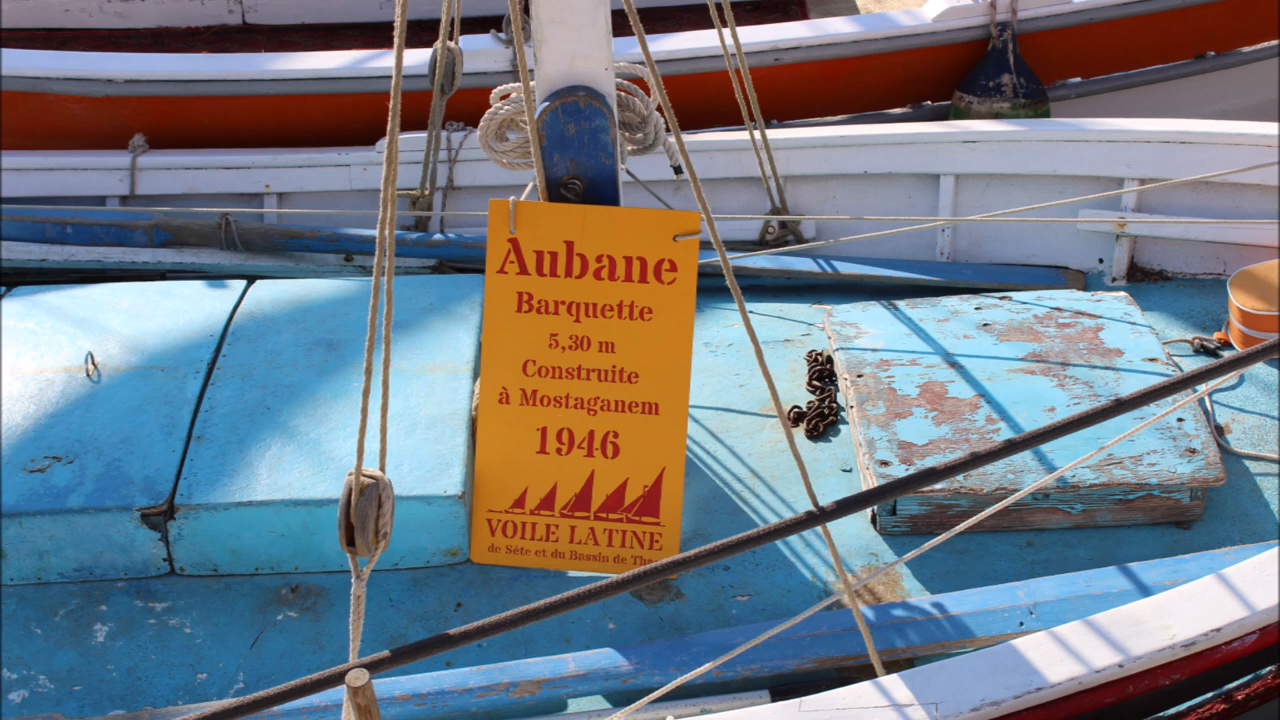 Aubane
Barquette
5,30 m
Construite
à Mostaganem
1946
VOILE LATINE
de Sète et du Bassin de